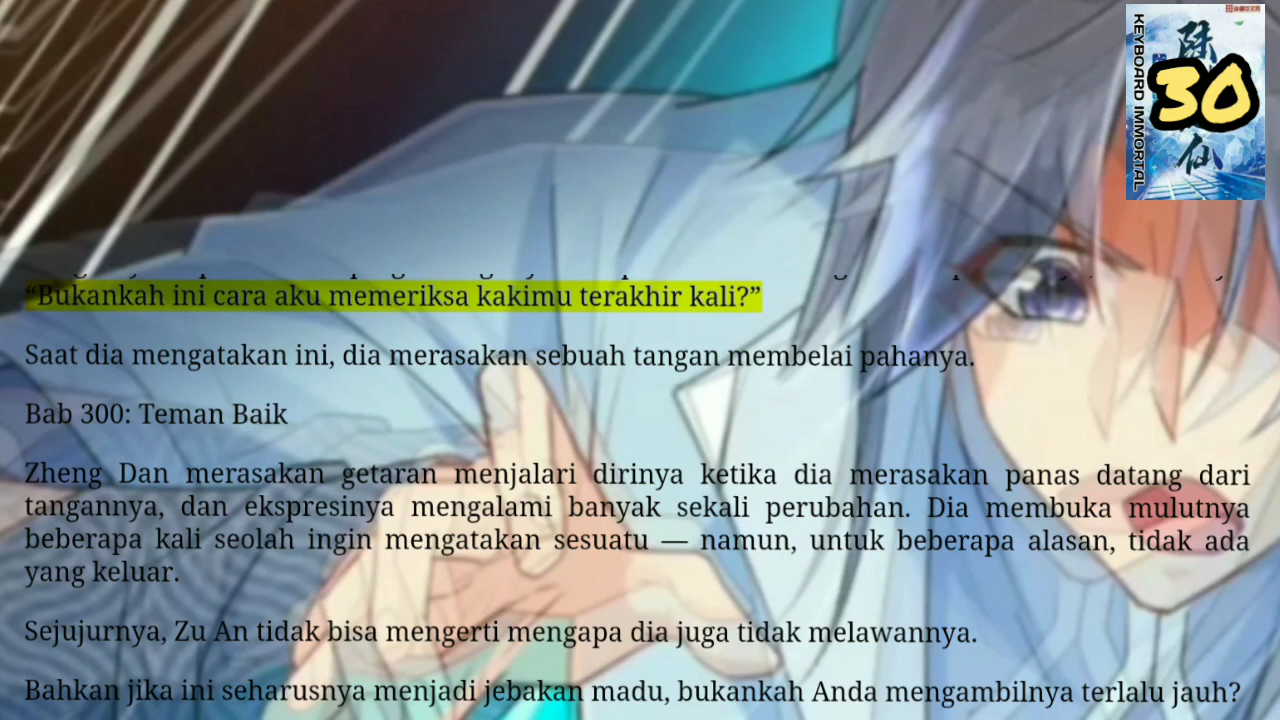 KEYBOARD IMMORTAL
30
仙
“Bukankah ini cara aku memeriksa kakimu terakhir kali?”
Saat dia mengatakan ini, dia merasakan sebuah tangan membelai pahanya.
Bab 300: Teman Baik
Zheng Dan merasakan getaran menjalari dirinya ketika dia merasakan panas datang dari
tangannya, dan ekspresinya mengalami banyak sekali perubahan. Dia membuka mulutnya
beberapa kali seolah ingin mengatakan sesuatu — namun, untuk beberapa alasan, tidak ada
yang keluar.
Sejujurnya, Zu An tidak bisa mengerti mengapa dia juga tidak melawannya.
Bahkan jika ini seharusnya menjadi jebakan madu, bukankah Anda mengambilnya terlalu jauh?